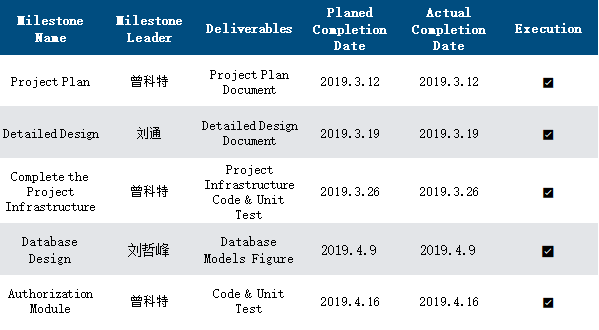 Milestone Name
Milestone Leader
Deliverables
Planed Completion Date
Actual Completion Date
Execution
Project Plan
曾科特
Project Plan Document
2019.3.12
2019.3.12
Detailed Design
刘通
Detailed Design Document
2019.3.19
2019.3.19
Complete the Project Infrastructure
曾科特
Project Infrastructure Code & Unit Test
2019.3.26
2019.3.26
Database Design
刘哲峰
Database Models Figure
2019.4.9
2019.4.9
Authorization Module
曾科特
Code & Unit Test
2019.4.16
2019.4.16